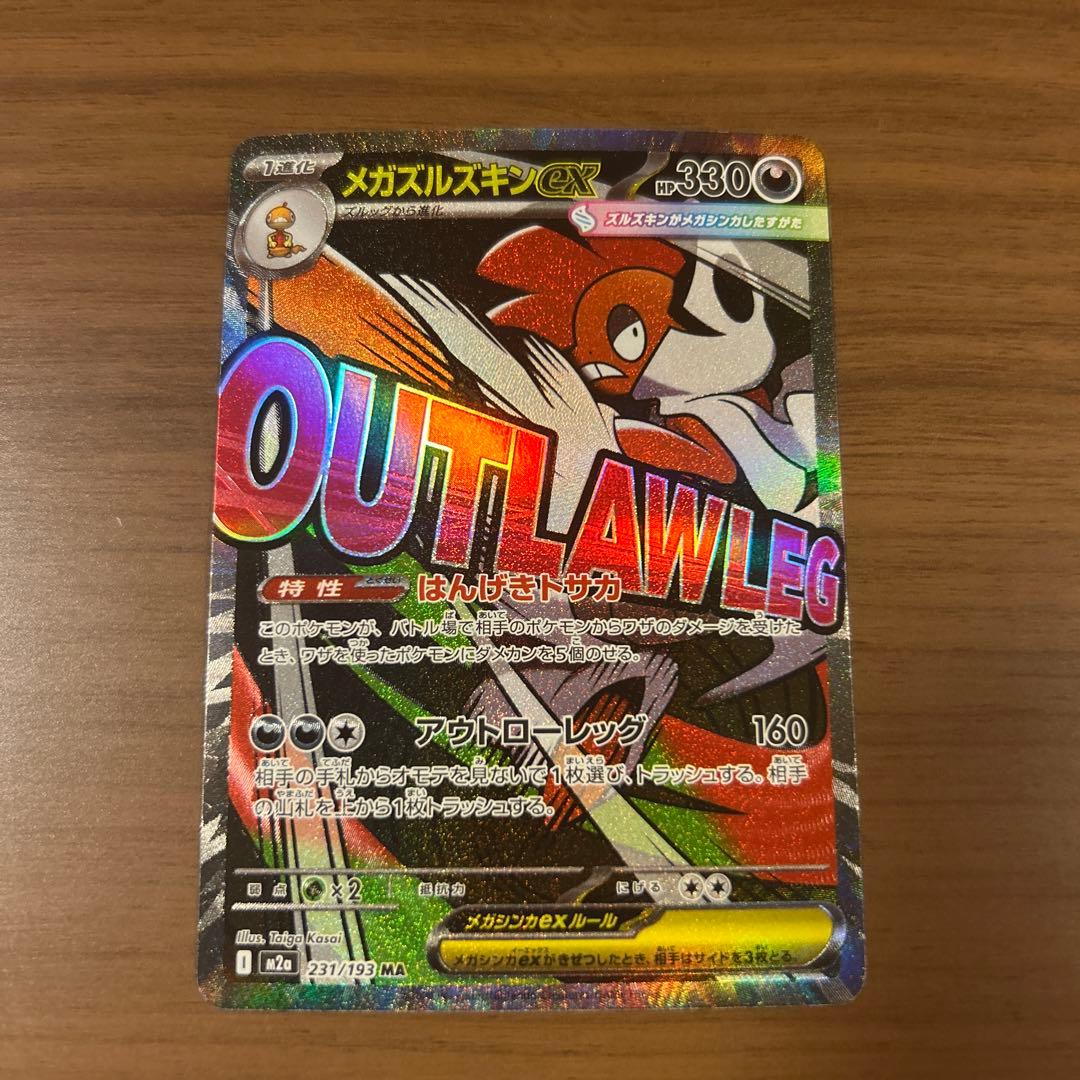 1進化
メガズルズキンex
HP330
ズルッグから進化
ズルズキンがメガシンカしたすがた
OUTLAW LEG
特性 とくせい はんげきトサカ
このポケモンが、バトル場で相手のポケモンからワザのダメージを受けた
とき、ワザを使ったポケモンにダメカンを5個のせる。
アウトローレッグ 160
相手の手札からオモテを見ないで1枚選び、トラッシュする。相手
の山札を上から1枚トラッシュする。
弱点 ×2 抵抗力 にげる
メガシンカexルール
メガシンカexがきぜつしたとき、相手はサイドを3枚とる。
Illus. Taiga Kasai
I M2a 231/193 MA